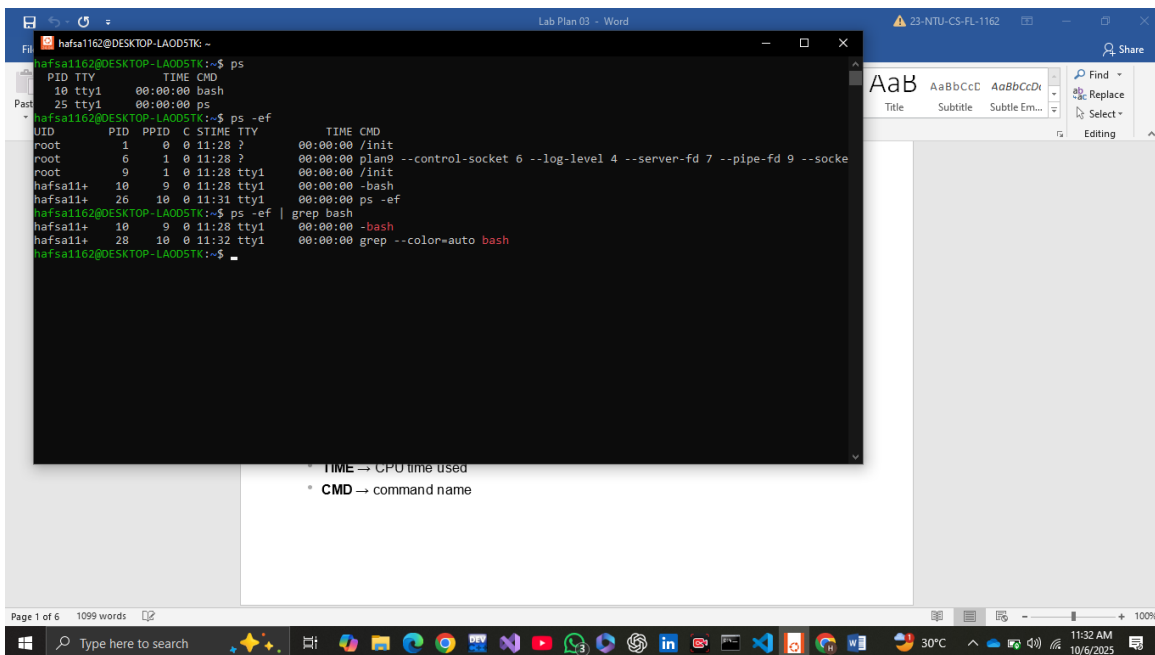 Lab Plan 03 - Word
23-NTU-CS-FL-1162
Share
hafsa1162@DESKTOP-LAOD5TK: ~
hafsa1162@DESKTOP-LAOD5TK:~$ ps
PID TTY TIME CMD
10 tty1 00:00:00 bash
25 tty1 00:00:00 ps
hafsa1162@DESKTOP-LAOD5TK:~$ ps -ef
UID PID PPID C STIME TTY TIME CMD
root 1 0 0 11:28 ? 00:00:00 /init
root 6 1 0 11:28 ? 00:00:00 plan9 --control-socket 6 --log-level 4 --server-fd 7 --pipe-fd 9 --socke
root 9 1 0 11:28 tty1 00:00:00 /init
hafsa11+ 10 9 0 11:28 tty1 00:00:00 -bash
hafsa11+ 26 10 0 11:31 tty1 00:00:00 ps -ef
hafsa1162@DESKTOP-LAOD5TK:~$ ps -ef | grep bash
hafsa11+ 10 9 0 11:28 tty1 00:00:00 -bash
hafsa11+ 28 10 0 11:32 tty1 00:00:00 grep --color=auto bash
hafsa1162@DESKTOP-LAOD5TK:~$
Fil
Past
AaB AaBbCcD AaBbCcDt
Title Subtitle Subtle Em...
Find
Replace
Select
Editing
TIME → CPU time used
CMD → command name
Page 1 of 6 1099 words
100%
Type here to search
30°C
11:32 AM
10/6/2025